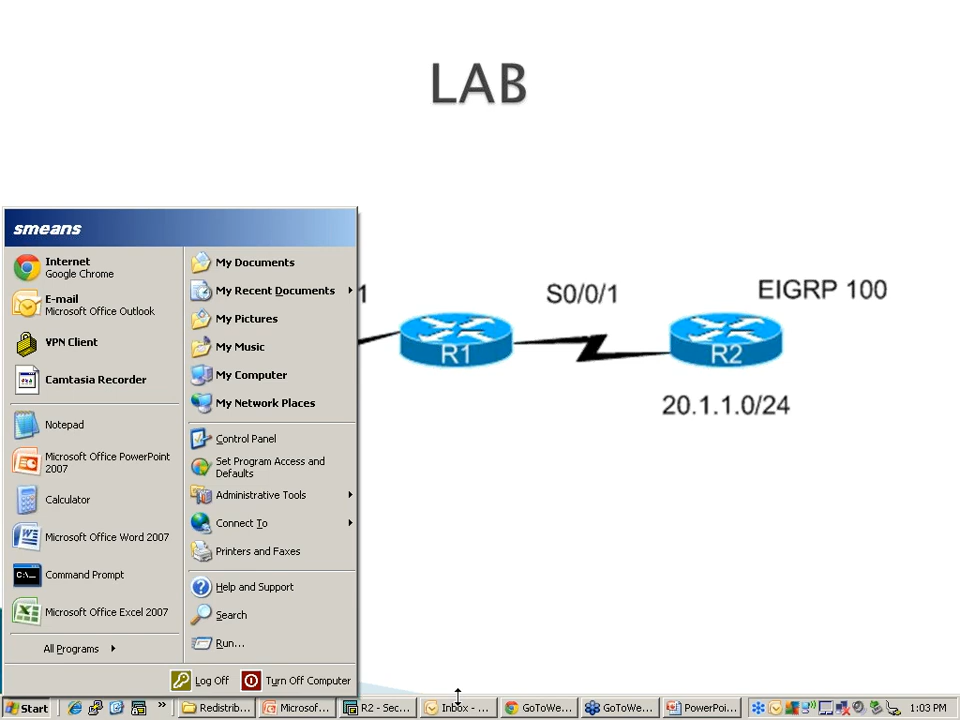 LAB
smeans
Internet
Google Chrome
E-mail
Microsoft Office Outlook
VPN Client
Camtasia Recorder
Notepad
Microsoft Office PowerPoint
2007
Calculator
Microsoft Office Word 2007
Command Prompt
C:\...
Microsoft Office Excel 2007
All Programs
My Documents
My Recent Documents
My Pictures
My Music
My Computer
My Network Places
Control Panel
Set Program Access and
Defaults
Administrative Tools
Connect To
Printers and Faxes
Help and Support
Search
Run...
Log Off
Turn Off Computer
1
S0/0/1
EIGRP 100
R1
R2
20.1.1.0/24
Start
Redistrib...
Microsof...
R2 - Sec...
Inbox - ...
GoToWe...
GoToWe...
PowerPoi...
1:03 PM